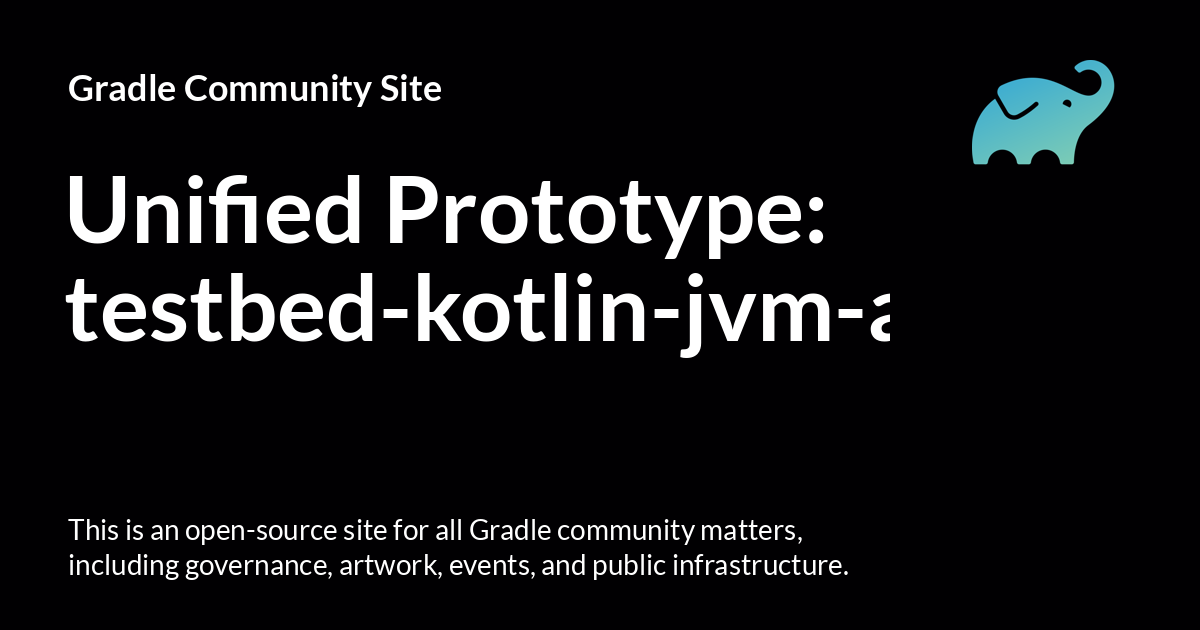 Gradle Community Site
Unified Prototype:
testbed-kotlin-jvm-a
This is an open-source site for all Gradle community matters,
including governance, artwork, events, and public infrastructure.